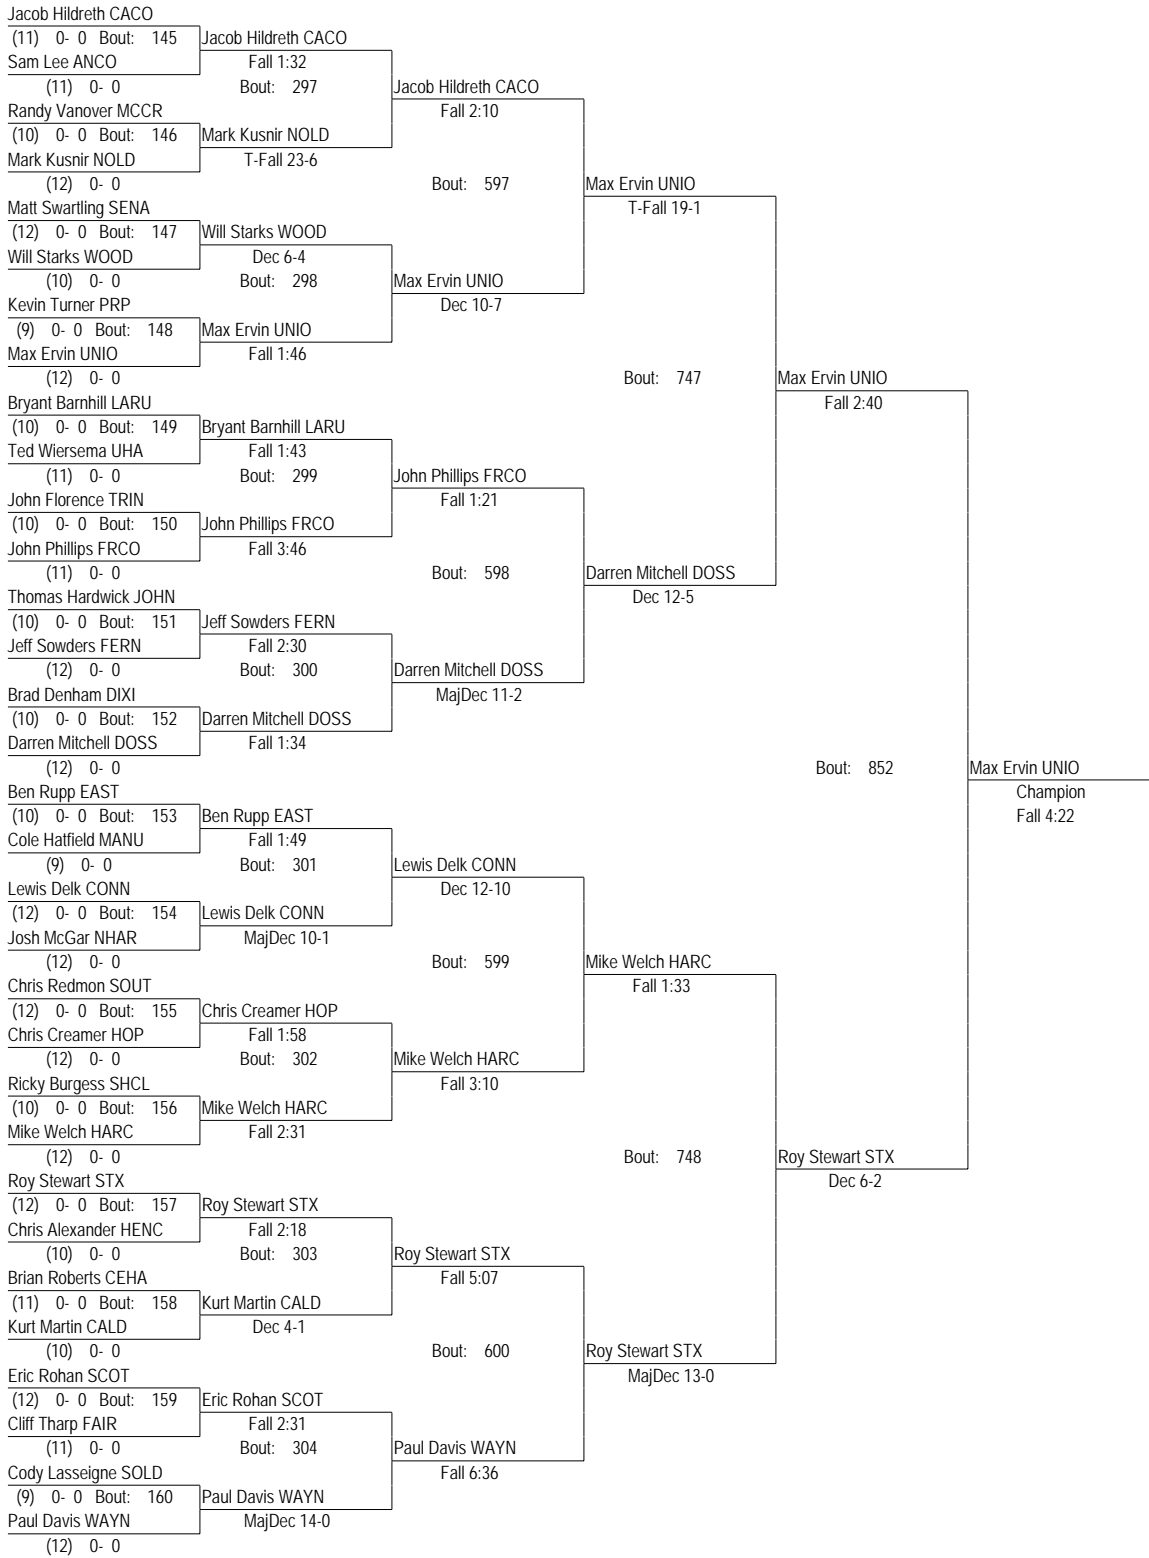 Jacob Hildreth CACO
(11) 0- 0 Bout: 145 Jacob Hildreth CACO
Sam Lee ANCO Fall 1:32
(11) 0- 0 Bout: 297 Jacob Hildreth CACO
Randy Vanover MCCR Fall 2:10
(10) 0- 0 Bout: 146 Mark Kusnir NOLD
Mark Kusnir NOLD T-Fall 23-6
(12) 0- 0 Bout: 597 Max Ervin UNIO
Matt Swartling SENA T-Fall 19-1
(12) 0- 0 Bout: 147 Will Starks WOOD
Will Starks WOOD Dec 6-4
(10) 0- 0 Bout: 298 Max Ervin UNIO
Kevin Turner PRP Dec 10-7
(9) 0- 0 Bout: 148 Max Ervin UNIO
Max Ervin UNIO Fall 1:46
(12) 0- 0 Bout: 747 Max Ervin UNIO
Bryant Barnhill LARU Fall 2:40
(10) 0- 0 Bout: 149 Bryant Barnhill LARU
Ted Wiersema UHA Fall 1:43
(11) 0- 0 Bout: 299 John Phillips FRCO
John Florence TRIN Fall 1:21
(10) 0- 0 Bout: 150 John Phillips FRCO
John Phillips FRCO Fall 3:46
(11) 0- 0 Bout: 598 Darren Mitchell DOSS
Thomas Hardwick JOHN Dec 12-5
(10) 0- 0 Bout: 151 Jeff Sowders FERN
Jeff Sowders FERN Fall 2:30
(12) 0- 0 Bout: 300 Darren Mitchell DOSS
Brad Denham DIXI MajDec 11-2
(10) 0- 0 Bout: 152 Darren Mitchell DOSS
Darren Mitchell DOSS Fall 1:34
(12) 0- 0 Bout: 852 Max Ervin UNIO
Ben Rupp EAST Champion
(10) 0- 0 Bout: 153 Ben Rupp EAST Fall 4:22
Cole Hatfield MANU Fall 1:49
(9) 0- 0 Bout: 301 Lewis Delk CONN
Lewis Delk CONN Dec 12-10
(12) 0- 0 Bout: 154 Lewis Delk CONN
Josh McGar NHAR MajDec 10-1
(12) 0- 0 Bout: 599 Mike Welch HARC
Chris Redmon SOUT Fall 1:33
(12) 0- 0 Bout: 155 Chris Creamer HOP
Chris Creamer HOP Fall 1:58
(12) 0- 0 Bout: 302 Mike Welch HARC
Ricky Burgess SHCL Fall 3:10
(10) 0- 0 Bout: 156 Mike Welch HARC
Mike Welch HARC Fall 2:31
(12) 0- 0 Bout: 748 Roy Stewart STX
Roy Stewart STX Dec 6-2
(12) 0- 0 Bout: 157 Roy Stewart STX
Chris Alexander HENC Fall 2:18
(10) 0- 0 Bout: 303 Roy Stewart STX
Brian Roberts CEHA Fall 5:07
(11) 0- 0 Bout: 158 Kurt Martin CALD
Kurt Martin CALD Dec 4-1
(10) 0- 0 Bout: 600 Roy Stewart STX
Eric Rohan SCOT MajDec 13-0
(12) 0- 0 Bout: 159 Eric Rohan SCOT
Cliff Tharp FAIR Fall 2:31
(11) 0- 0 Bout: 304 Paul Davis WAYN
Cody Lasseigne SOLD Fall 6:36
(9) 0- 0 Bout: 160 Paul Davis WAYN
Paul Davis WAYN MajDec 14-0
(12) 0- 0